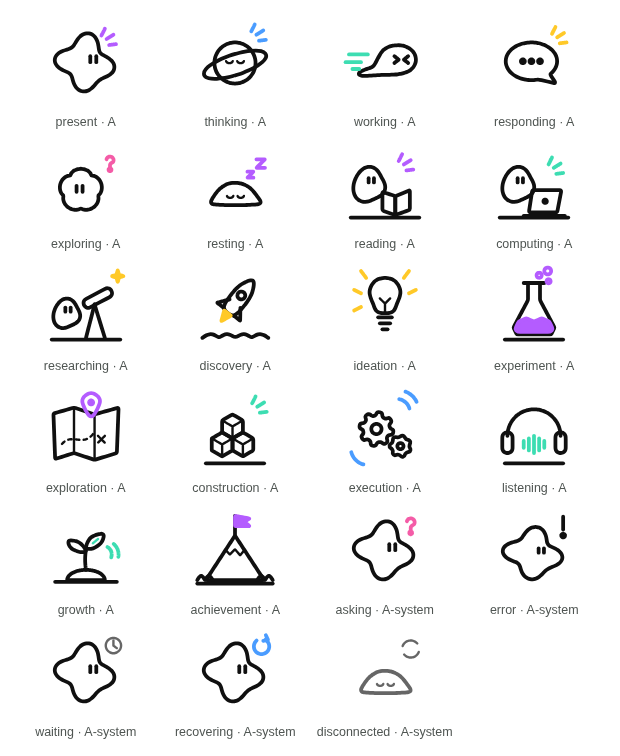 present · A
thinking · A
working · A
responding · A
exploring · A
resting · A
reading · A
computing · A
researching · A
discovery · A
ideation · A
experiment · A
exploration · A
construction · A
execution · A
listening · A
growth · A
achievement · A
asking · A-system
error · A-system
waiting · A-system
recovering · A-system
disconnected · A-system